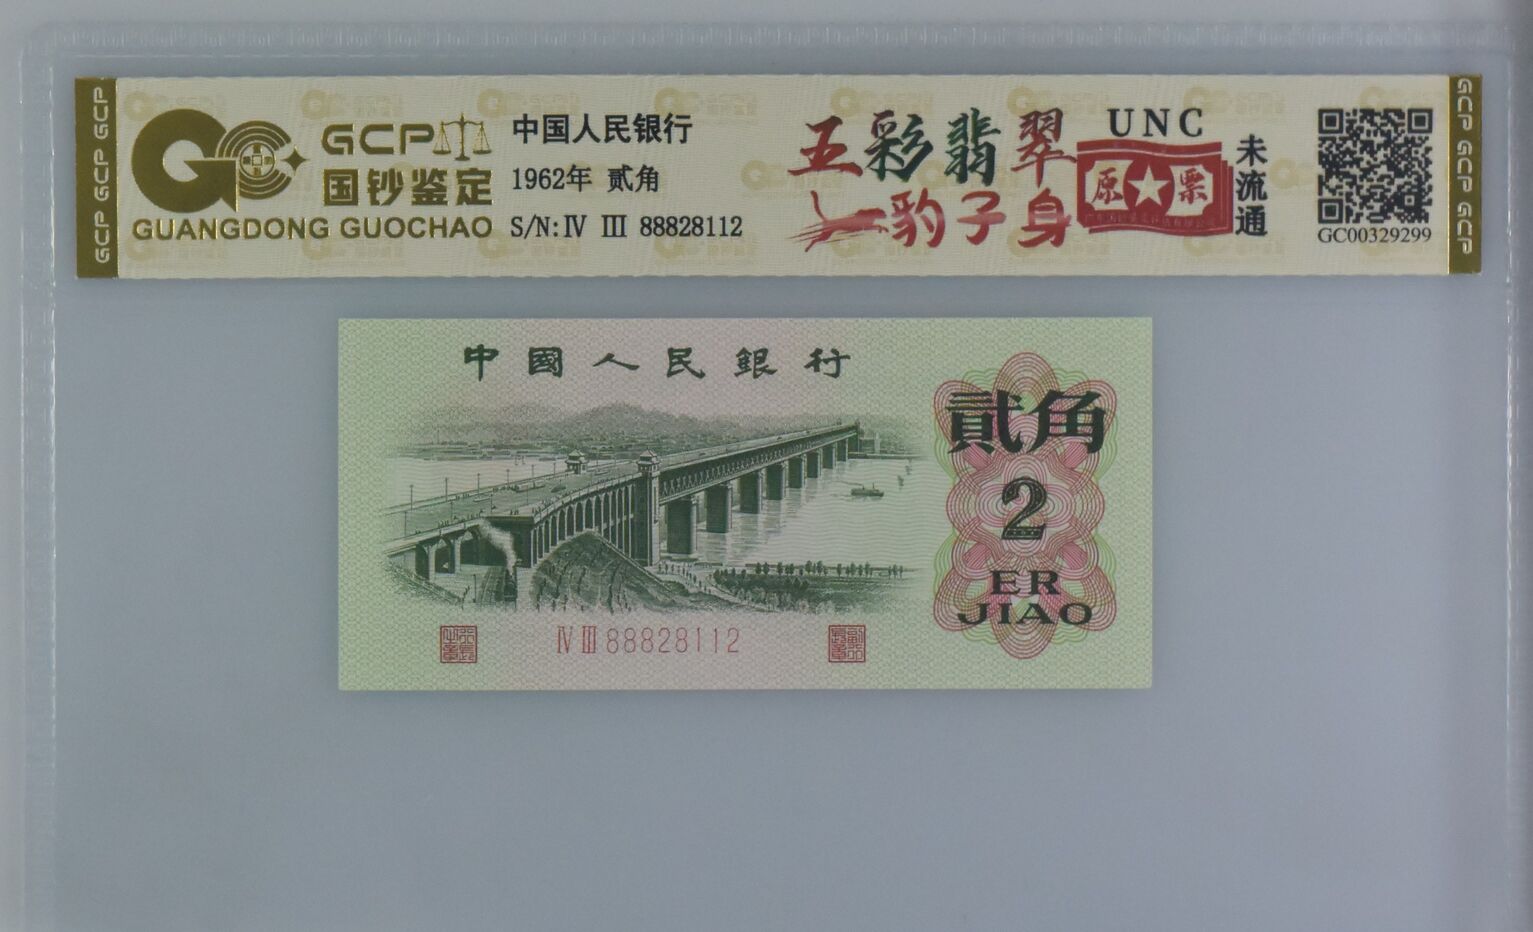 GCP GCP GCP
GCP
国钞鉴定
GUANGDONG GUOCHAO
中国人民银行
1962年 贰角
S/N:Ⅳ Ⅲ 88828112
五彩翡翠
豹子身
UNC
原票
未流通
GC00329299
GCP GCP GCP
中國人民銀行
貳角
2
ER
JIAO
Ⅳ Ⅲ 88828112